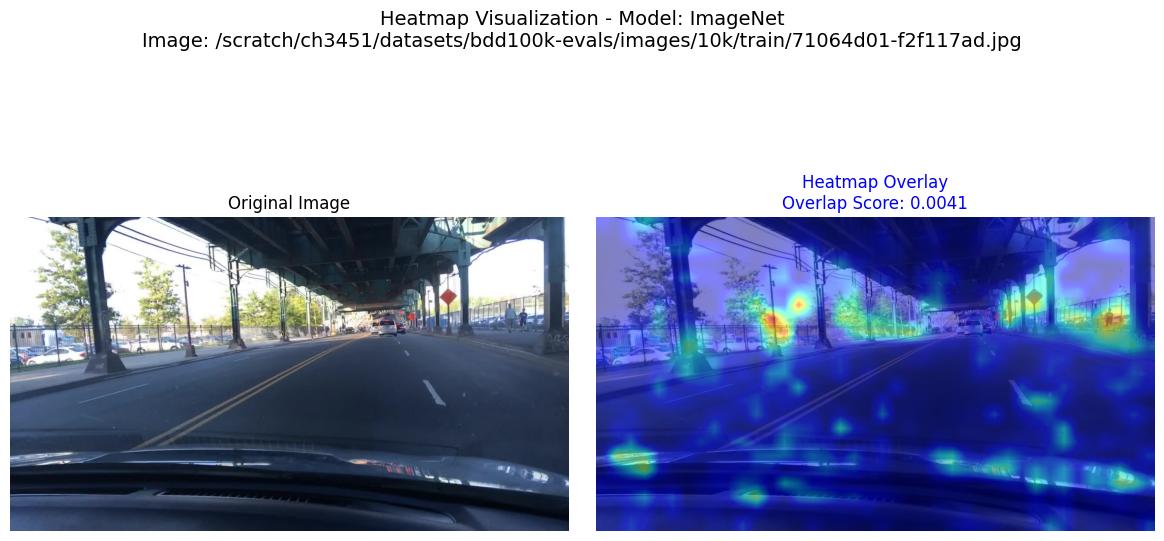 Heatmap Visualization - Model: ImageNet
Image: /scratch/ch3451/datasets/bdd100k-evals/images/10k/train/71064d01-f2f117ad.jpg
Original Image
Heatmap Overlay
Overlap Score: 0.0041